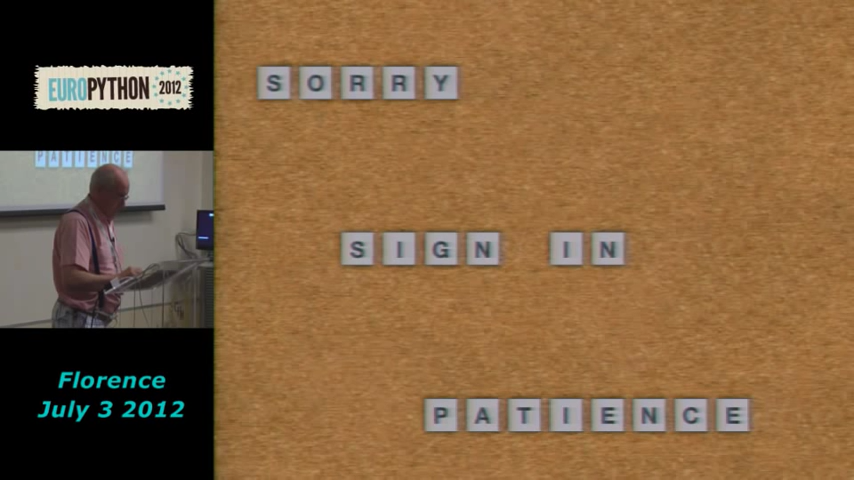 EUROPYTHON 2012
PATIENCE
Florence
July 3 2012
SORRY
SIGN IN
PATIENCE